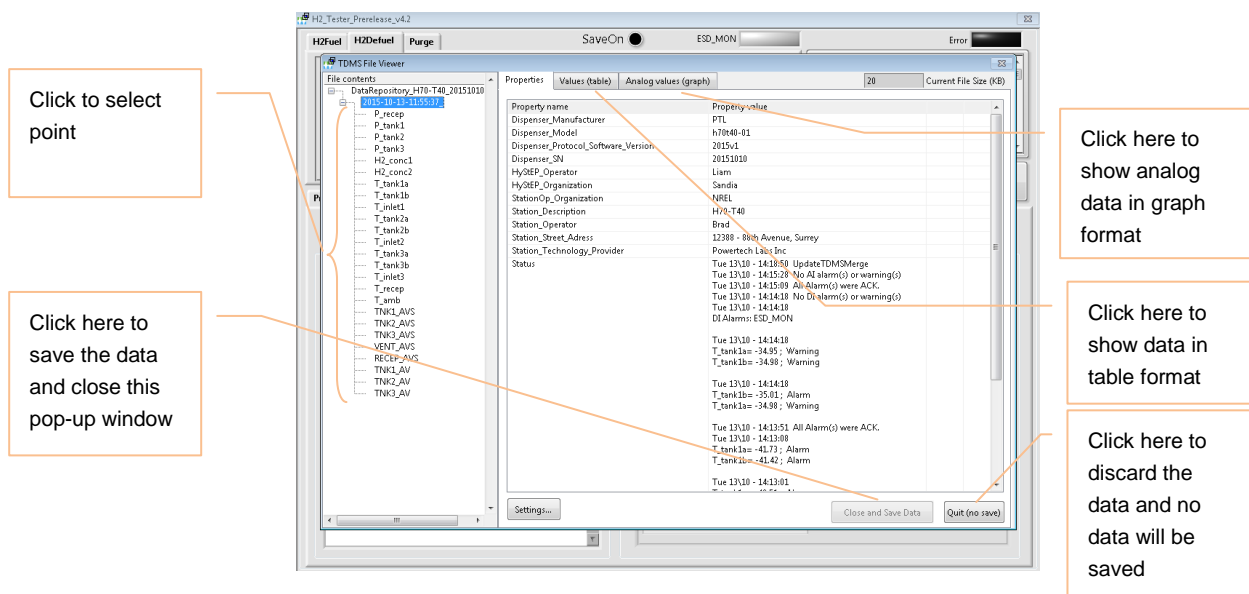 H2_Tester_Prerelease_v4.2
H2Fuel H2Defuel Purge SaveOn ESD_MON Error
TDMS File Viewer
File contents
DataRepository_H70-T40_20151010
2015-10-13-11:55:37_
P_recep
P_tank1
P_tank2
P_tank3
H2_conc1
H2_conc2
T_tank1a
T_tank1b
T_inlet1
T_tank2a
T_tank2b
T_inlet2
T_tank3a
T_tank3b
T_inlet3
T_recep
T_amb
TNK1_AVS
TNK2_AVS
TNK3_AVS
VENT_AVS
RECEP_AVS
TNK1_AV
TNK2_AV
TNK3_AV
Properties Values (table) Analog values (graph) 20 Current File Size (KB)
Property name Property value
Dispenser_Manufacturer PTL
Dispenser_Model h70t40-01
Dispenser_Protocol_Software_Version 2015v1
Dispenser_SN 20151010
HyStEP_Operator Liam
HyStEP_Organization Sandia
StationOp_Organization NREL
Station_Description H70-T40
Station_Operator Brad
Station_Street_Adress 12388 - 88th Avenue, Surrey
Station_Technology_Provider Powertech Labs Inc
Status Tue 13\10 - 14:18:50 UpdateTDMSMerge
Tue 13\10 - 14:15:28 No AI alarm(s) or warning(s)
Tue 13\10 - 14:15:09 All Alarm(s) were ACK.
Tue 13\10 - 14:14:18 No DI alarm(s) or warning(s)
Tue 13\10 - 14:14:18
DI Alarms: ESD_MON
Tue 13\10 - 14:14:18
T_tank1a= -34.95 ; Warning
T_tank1b= -34.98 ; Warning
Tue 13\10 - 14:14:18
T_tank1b= -35.01 ; Alarm
T_tank1a= -34.98 ; Warning
Tue 13\10 - 14:13:51 All Alarm(s) were ACK.
Tue 13\10 - 14:13:08
T_tank1a= -41.73 ; Alarm
T_tank1b= -41.42 ; Alarm
Tue 13\10 - 14:13:01
Settings... Close and Save Data Quit (no save)
Click to select
point
Click here to
save the data
and close this
pop-up window
Click here to
show analog
data in graph
format
Click here to
show data in
table format
Click here to
discard the
data and no
data will be
saved